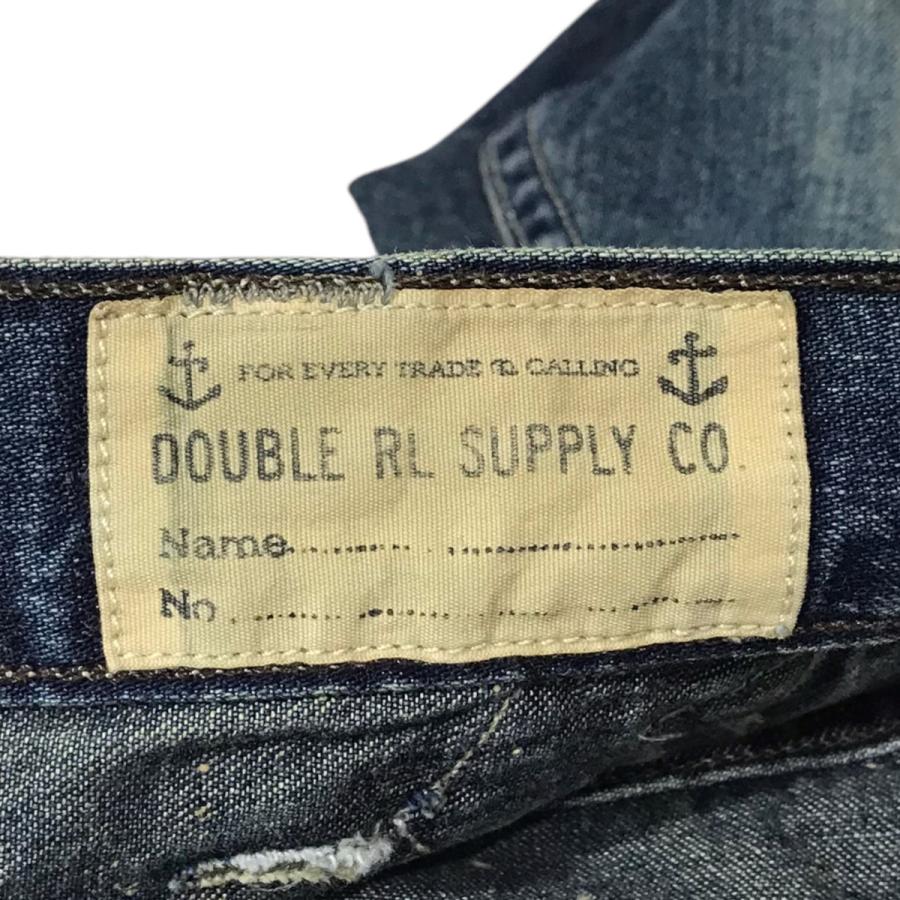 FOR EVERY TRADE & CALLING
DOUBLE RL SUPPLY CO.
Name
No